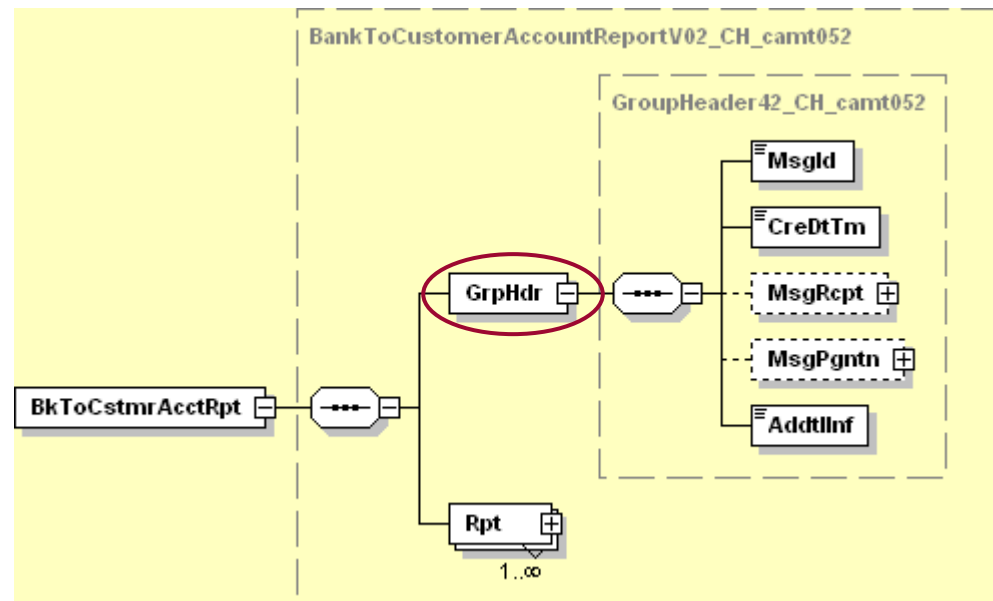 BankToCustomerAccountReportV02_CH_camt052
GroupHeader42_CH_camt052
MsgId
CreDtTm
GrpHdr
MsgRcpt
MsgPgntn
BkToCstmrAcctRpt
AddtlInf
Rpt
1..∞